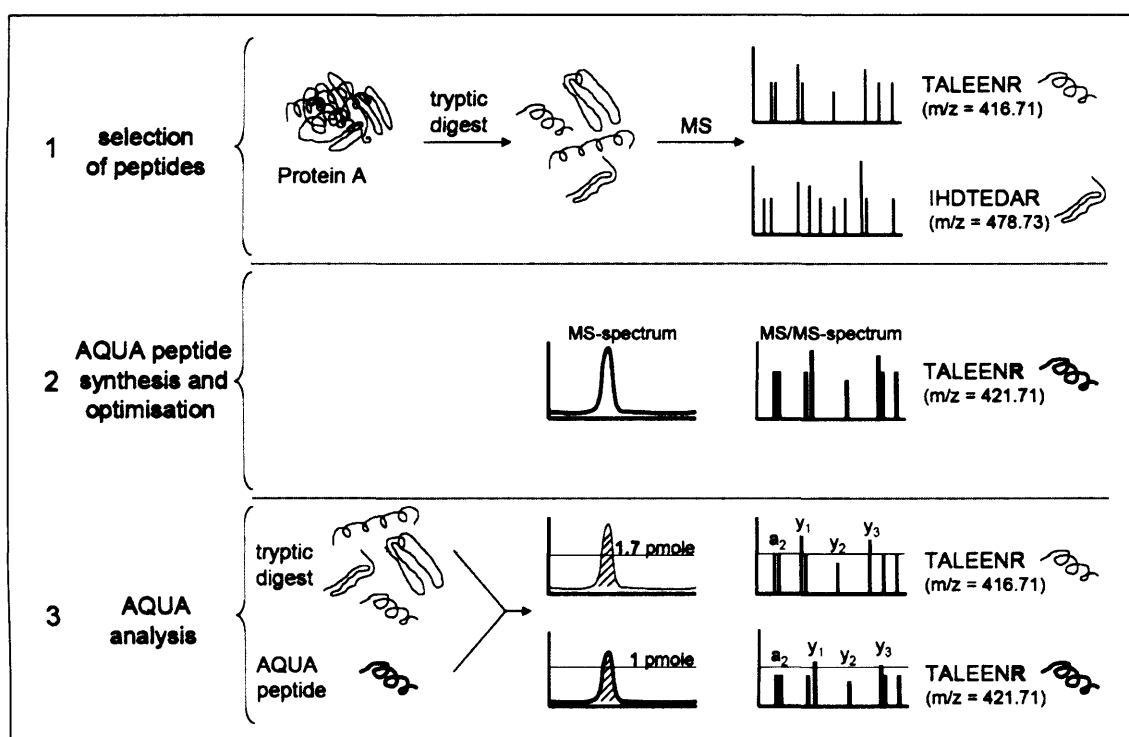 1
selection
of peptides
Protein A
tryptic
digest
MS
TALEENR
(m/z = 416.71)
IHDTEDAR
(m/z = 478.73)
2
AQUA peptide
synthesis and
optimisation
MS-spectrum
MS/MS-spectrum
TALEENR
(m/z = 421.71)
3
AQUA
analysis
tryptic
digest
AQUA
peptide
1.7 pmole
a₂ y₁ y₂ y₃
TALEENR
(m/z = 416.71)
1 pmole
a₂ y₁ y₂ y₃
TALEENR
(m/z = 421.71)